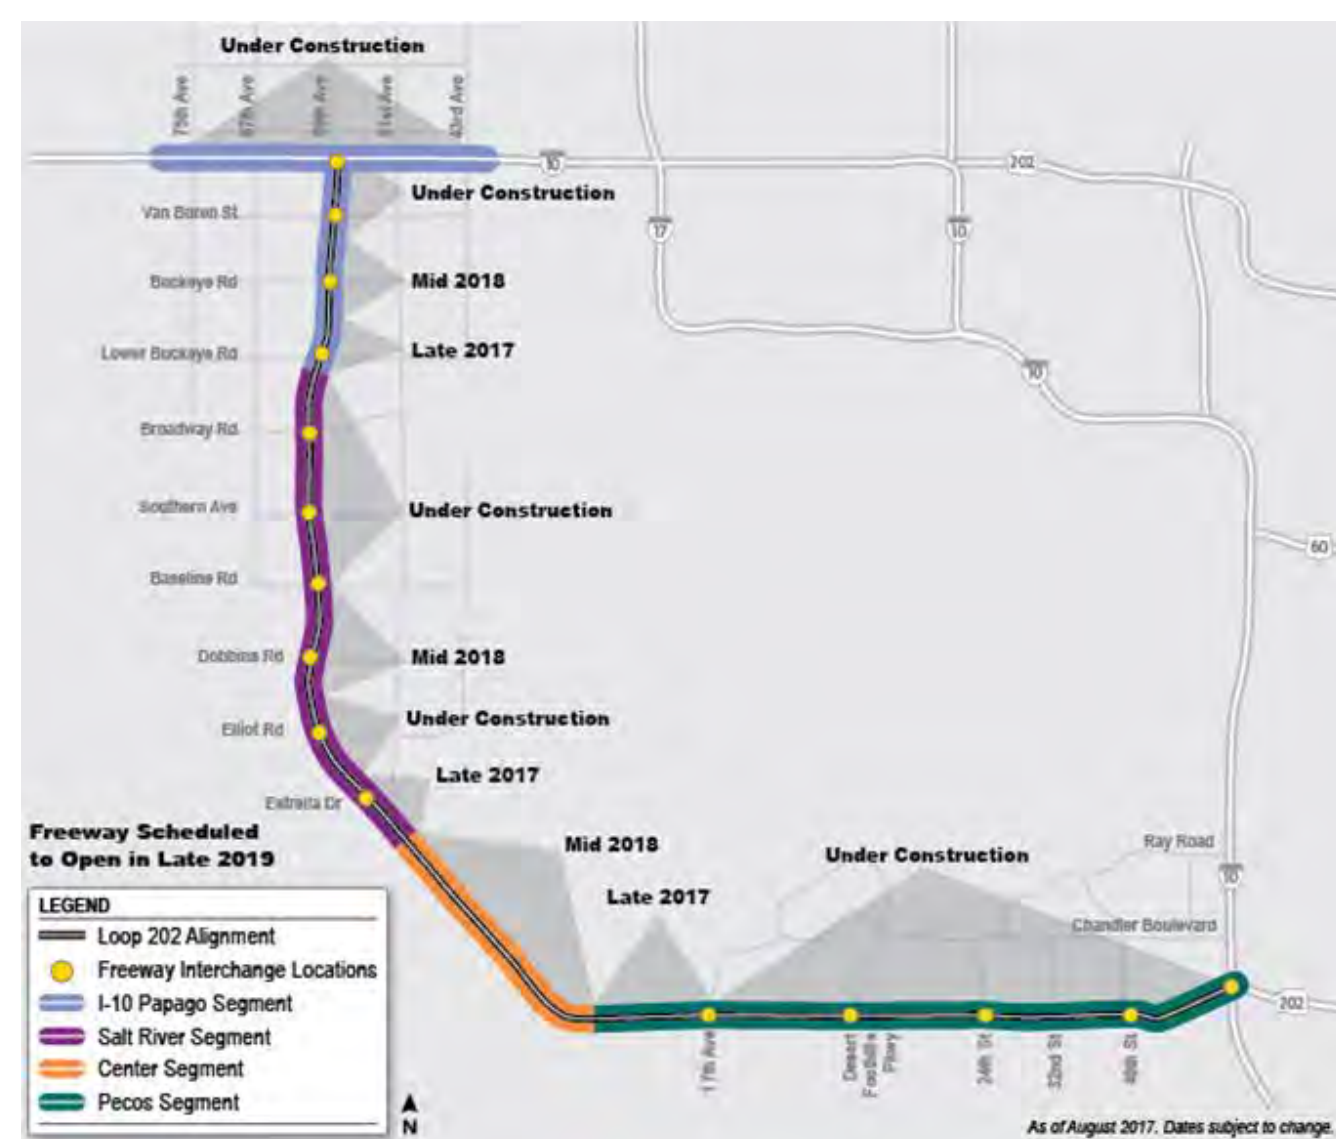 Under Construction
75th Ave
67th Ave
59th Ave
51st Ave
43rd Ave
10
202
Under Construction
Van Buren St
17
10
Buckeye Rd
Mid 2018
Lower Buckeye Rd
Late 2017
10
Broadway Rd
Southern Ave
Under Construction
60
Baseline Rd
Dobbins Rd
Mid 2018
Elliot Rd
Under Construction
Late 2017
Estrella Dr
Freeway Scheduled
to Open in Late 2019
Mid 2018
Under Construction
Ray Road
10
Late 2017
Chandler Boulevard
202
LEGEND
Loop 202 Alignment
Freeway Interchange Locations
I-10 Papago Segment
Salt River Segment
Center Segment
Pecos Segment
N
17th Ave
Desert
Foothills
Pkwy
24th St
32nd St
40th St
As of August 2017. Dates subject to change.